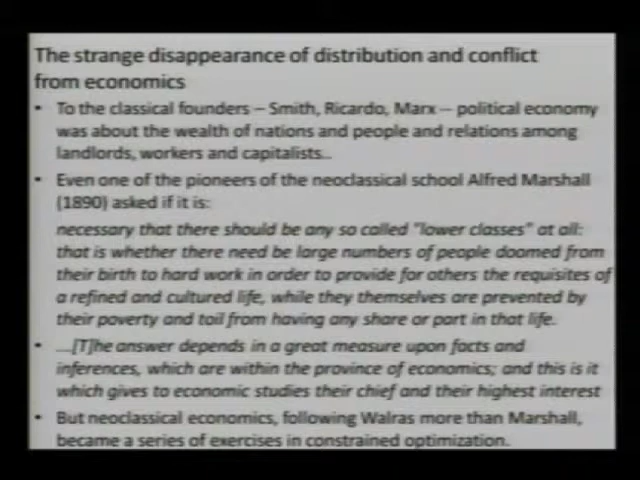 The strange disappearance of distribution and conflict
from economics
• To the classical founders – Smith, Ricardo, Marx – political economy
was about the wealth of nations and people and relations among
landlords, workers and capitalists..
• Even one of the pioneers of the neoclassical school Alfred Marshall
(1890) asked if it is:
necessary that there should be any so called "lower classes" at all:
that is whether there need be large numbers of people doomed from
their birth to hard work in order to provide for others the requisites of
a refined and cultured life, while they themselves are prevented by
their poverty and toil from having any share or part in that life.
• ...[T]he answer depends in a great measure upon facts and
inferences, which are within the province of economics; and this is it
which gives to economic studies their chief and their highest interest
• But neoclassical economics, following Walras more than Marshall,
became a series of exercises in constrained optimization.